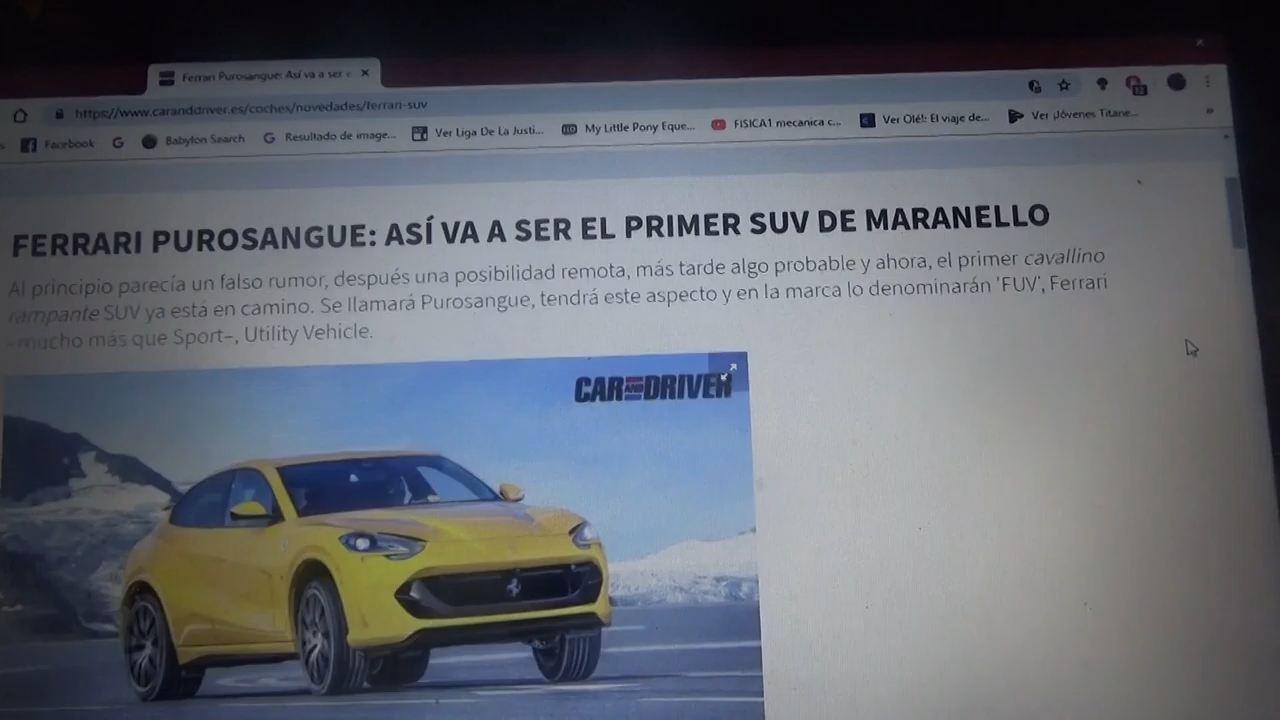 Ferrari Purosangue: Así va a ser e
https://www.caranddriver.es/coches/novedades/ferrari-suv
s Facebook G Babylon Search G Resultado de image... Ver Liga De La Justi... My Little Pony Eque... FISICA1 mecanica c... Ver Olé!: El viaje de... Ver ¡Jóvenes Titane... »
FERRARI PUROSANGUE: ASÍ VA A SER EL PRIMER SUV DE MARANELLO
Al principio parecía un falso rumor, después una posibilidad remota, más tarde algo probable y ahora, el primer cavallino
rampante SUV ya está en camino. Se llamará Purosangue, tendrá este aspecto y en la marca lo denominarán 'FUV', Ferrari
–mucho más que Sport–, Utility Vehicle.
CAR AND DRIVER